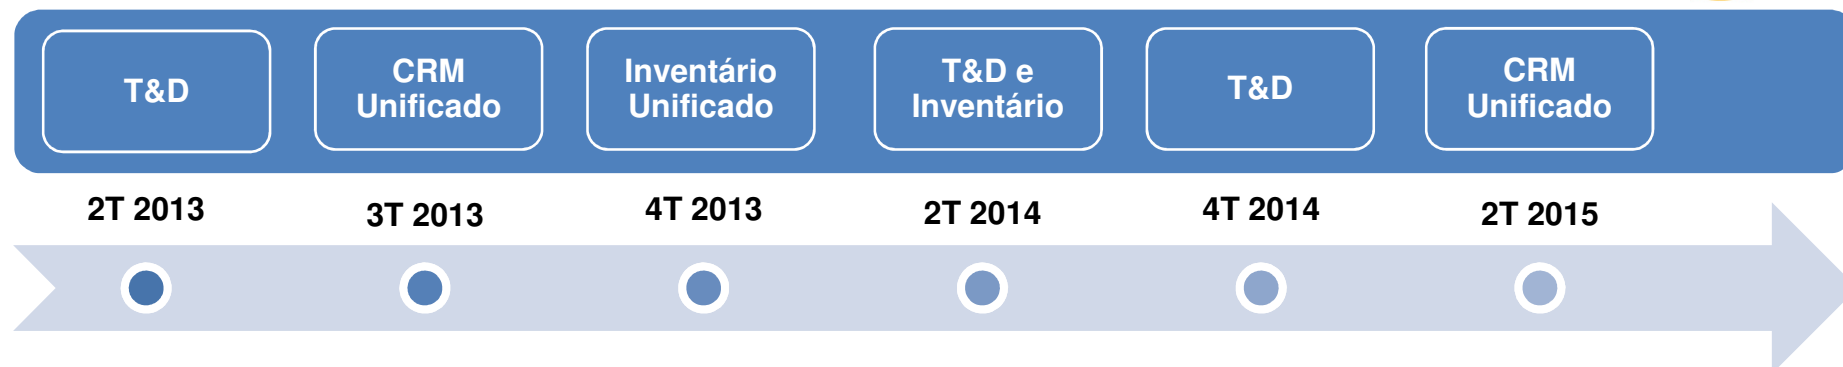 T&D
CRM
Unificado
Inventário
Unificado
T&D e
Inventário
T&D
CRM
Unificado
2T 2013
3T 2013
4T 2013
2T 2014
4T 2014
2T 2015